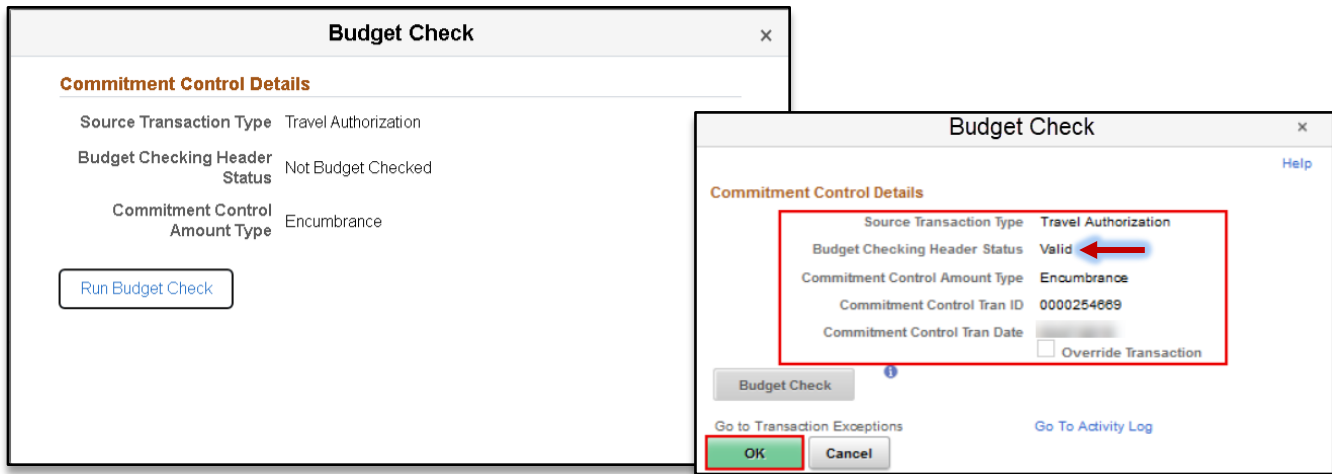 Budget Check
×
Commitment Control Details
Source Transaction Type Travel Authorization
Budget Checking Header
Status
Not Budget Checked
Commitment Control
Amount Type
Encumbrance
Run Budget Check
Budget Check
×
Help
Commitment Control Details
Source Transaction Type Travel Authorization
Budget Checking Header Status Valid
Commitment Control Amount Type Encumbrance
Commitment Control Tran ID 0000254669
Commitment Control Tran Date
Override Transaction
Budget Check
Go to Transaction Exceptions Go To Activity Log
OK Cancel